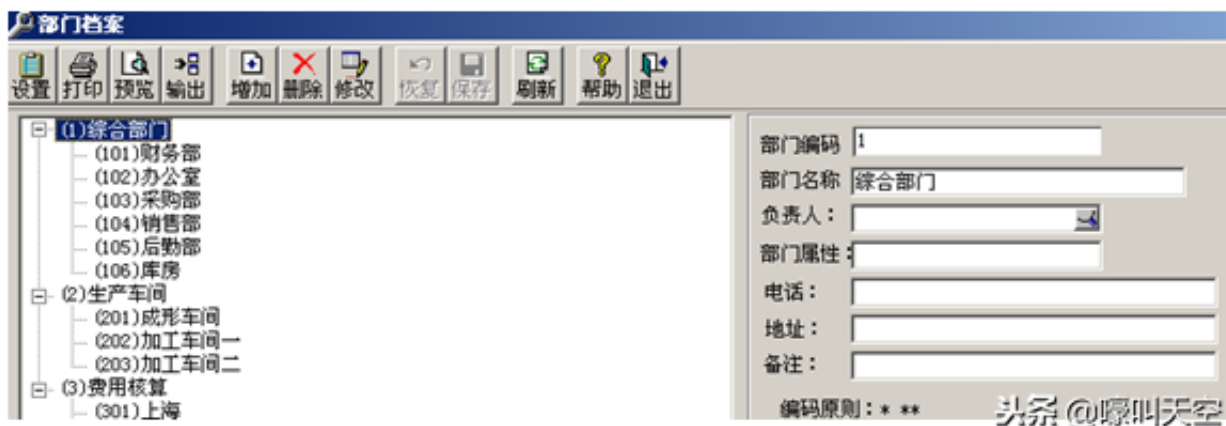 部门档案
设置 打印 预览 输出 增加 删除 修改 恢复 保存 刷新 帮助 退出
(1)综合部门
(101)财务部
(102)办公室
(103)采购部
(104)销售部
(105)后勤部
(106)库房
(2)生产车间
(201)成形车间
(202)加工车间一
(203)加工车间二
(3)费用核算
(301)上海
部门编码 1
部门名称 综合部门
负责人：
部门属性：
电话：
地址：
备注：
编码原则：* **
头条 @嚎叫天空